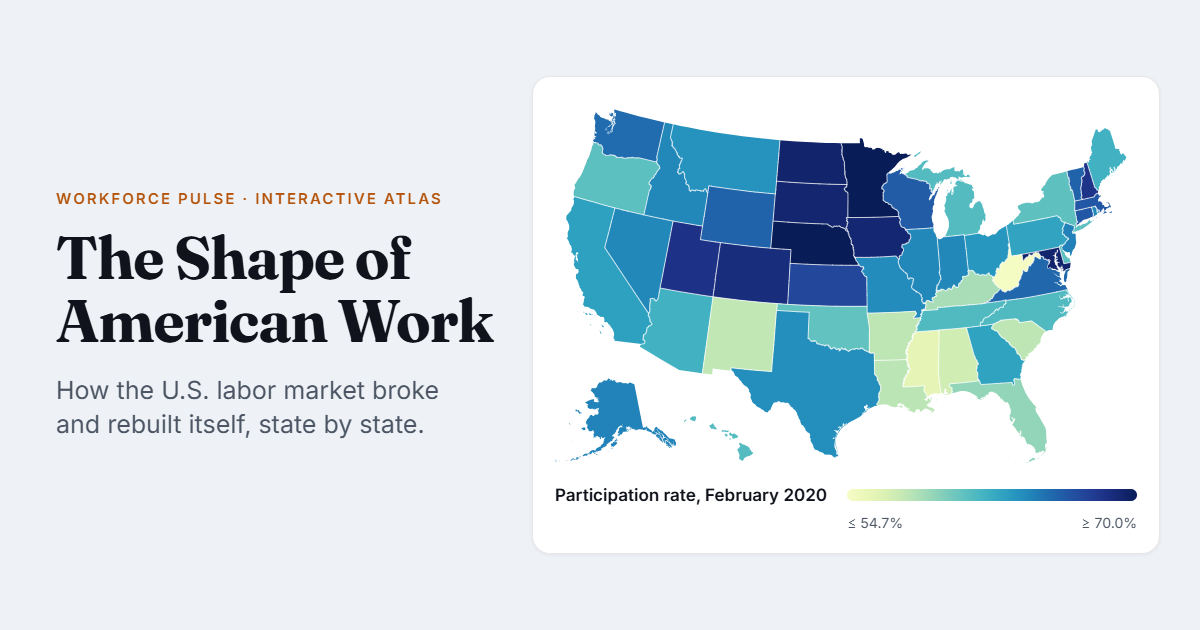 WORKFORCE PULSE · INTERACTIVE ATLAS
The Shape of
American Work
How the U.S. labor market broke
and rebuilt itself, state by state.
Participation rate, February 2020
≤ 54.7%
≥ 70.0%